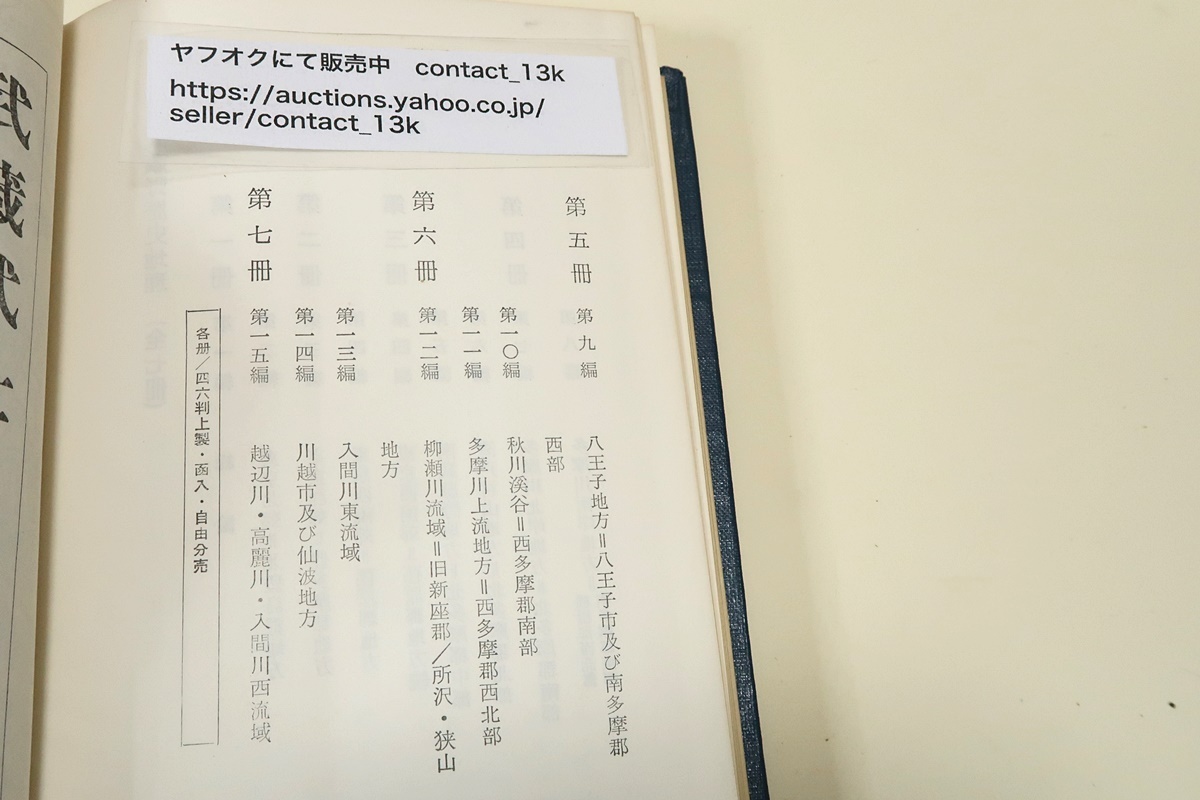 ヤフオクにて販売中 contact_13k
https://auctions.yahoo.co.jp/
seller/contact_13k
第五冊 第九編 八王子地方＝八王子市及び南多摩郡
西部
第一〇編 秋川溪谷＝西多摩郡南部
第一一編 多摩川上流地方＝西多摩郡西北部
第六冊 第一二編 柳瀬川流域＝旧新座郡／所沢・狭山
地方
第一三編 入間川東流域
第一四編 川越市及び仙波地方
第七冊 第一五編 越辺川・高麗川・入間川西流域
各册／四六判上製・函入・自由分売
武蔵武士